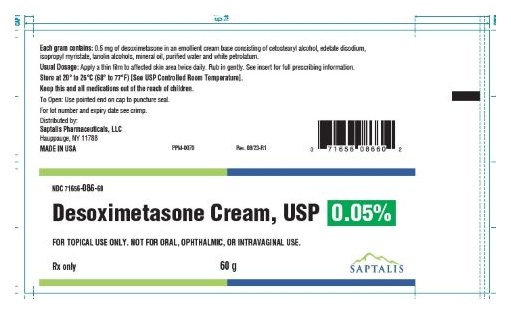 Each gram contains: 0.5 mg of desoximetasone in an emollient cream base consisting of cetostearyl alcohol, edetate disodium,
isopropyl myristate, lanolin alcohols, mineral oil, purified water and white petrolatum.
Usual Dosage: Apply a thin film to affected skin area twice daily. Rub in gently. See insert for full prescribing information.
Store at 20° to 25°C (68° to 77°F) [See USP Controlled Room Temperature].
Keep this and all medications out of the reach of children.
To Open: Use pointed end on cap to puncture seal.
For lot number and expiry date see crimp.
Distributed by:
Saptalis Pharmaceuticals, LLC
Hauppauge, NY 11788
MADE IN USA PPM-0070 Rev. 08/23-R1
3 71656 08660 2
NDC 71656-086-60
Desoximetasone Cream, USP 0.05%
FOR TOPICAL USE ONLY. NOT FOR ORAL, OPHTHALMIC, OR INTRAVAGINAL USE.
Rx only 60 g
SAPTALIS